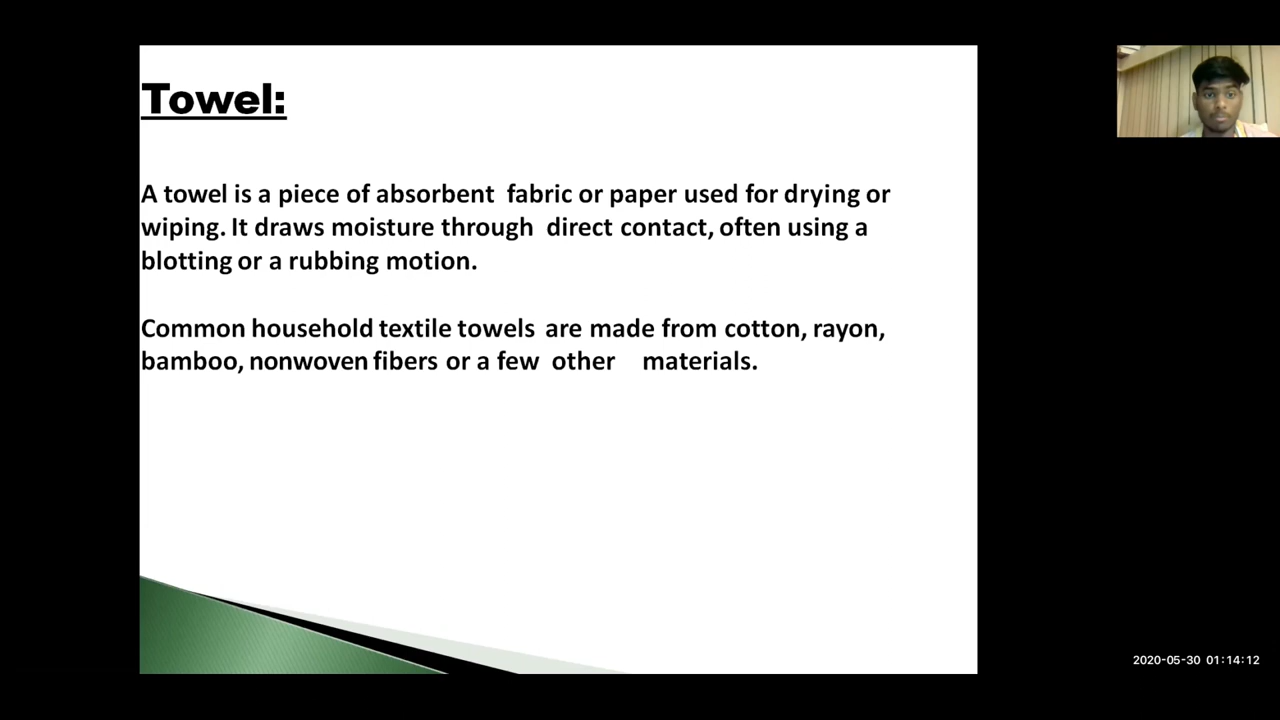 Towel:
A towel is a piece of absorbent fabric or paper used for drying or
wiping. It draws moisture through direct contact, often using a
blotting or a rubbing motion.
Common household textile towels are made from cotton, rayon,
bamboo, nonwoven fibers or a few other materials.
2020-05-30 01:14:12